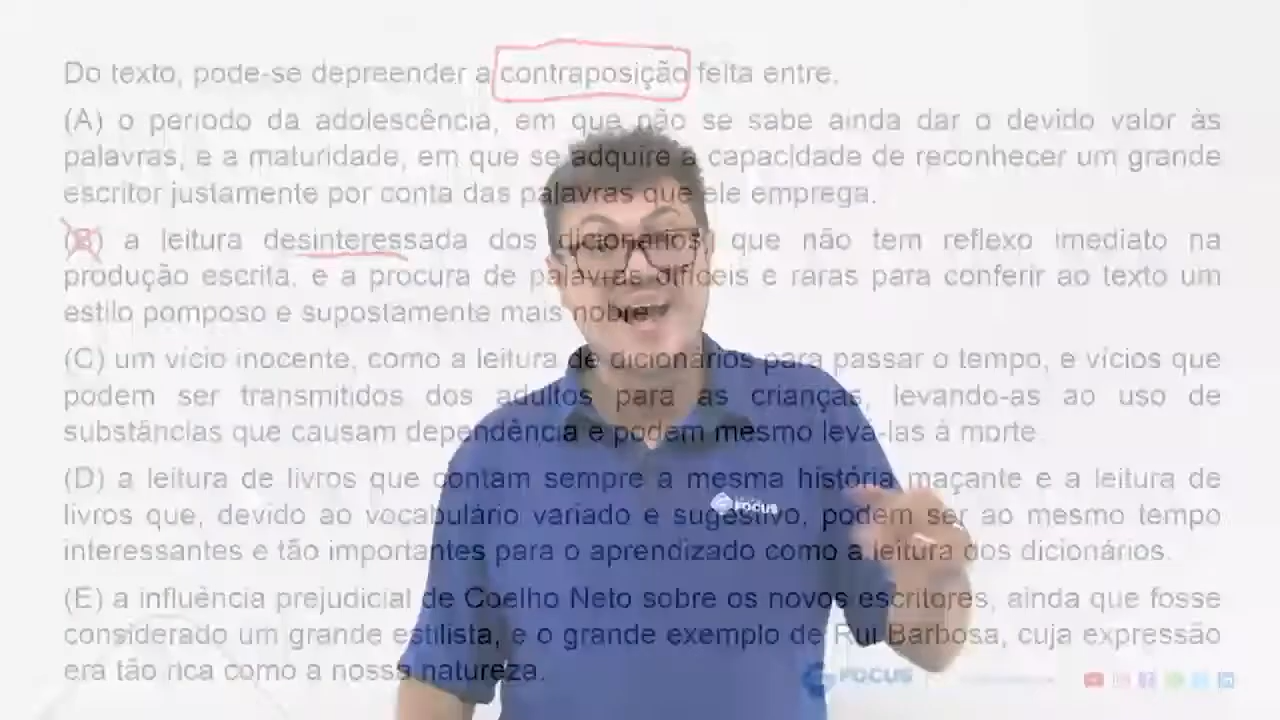 Do texto, pode-se depreender a contraposição feita entre.
(A) o período da adolescência, em que não se sabe ainda dar o devido valor às
palavras, e a maturidade, em que se adquire a capacidade de reconhecer um grande
escritor justamente por conta das palavras que ele emprega.
(B) a leitura desinteressada dos dicionários, que não tem reflexo imediato na
produção escrita, e a procura de palavras difíceis e raras para conferir ao texto um
estilo pomposo e supostamente mais nobre.
(C) um vício inocente, como a leitura de dicionários para passar o tempo, e vícios que
podem ser transmitidos dos adultos para as crianças, levando-as ao uso de
substâncias que causam dependência e podem mesmo levá-las à morte.
(D) a leitura de livros que contam sempre a mesma história maçante e a leitura de
livros que, devido ao vocabulário variado e sugestivo, podem ser ao mesmo tempo
interessantes e tão importantes para o aprendizado como a leitura dos dicionários.
(E) a influência prejudicial de Coelho Neto sobre os novos escritores, ainda que fosse
considerado um grande estilista, e o grande exemplo de Rui Barbosa, cuja expressão
era tão rica como a nossa natureza.
FOCUS
FOCUS